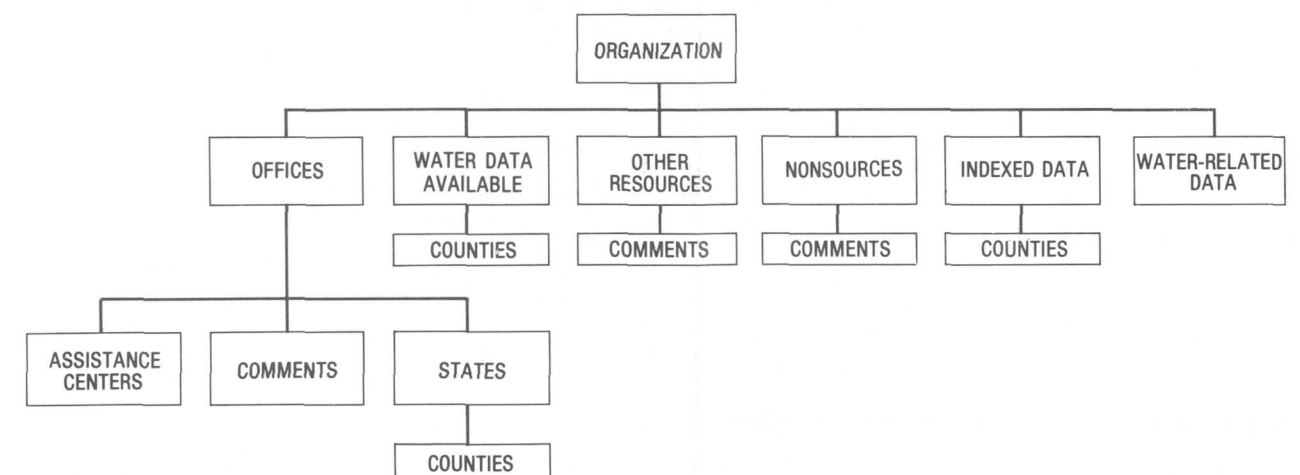 ORGANIZATION
OFFICES
WATER DATA
AVAILABLE
OTHER
RESOURCES
NONSOURCES
INDEXED DATA
WATER-RELATED
DATA
COUNTIES
COMMENTS
COMMENTS
COUNTIES
ASSISTANCE
CENTERS
COMMENTS
STATES
COUNTIES